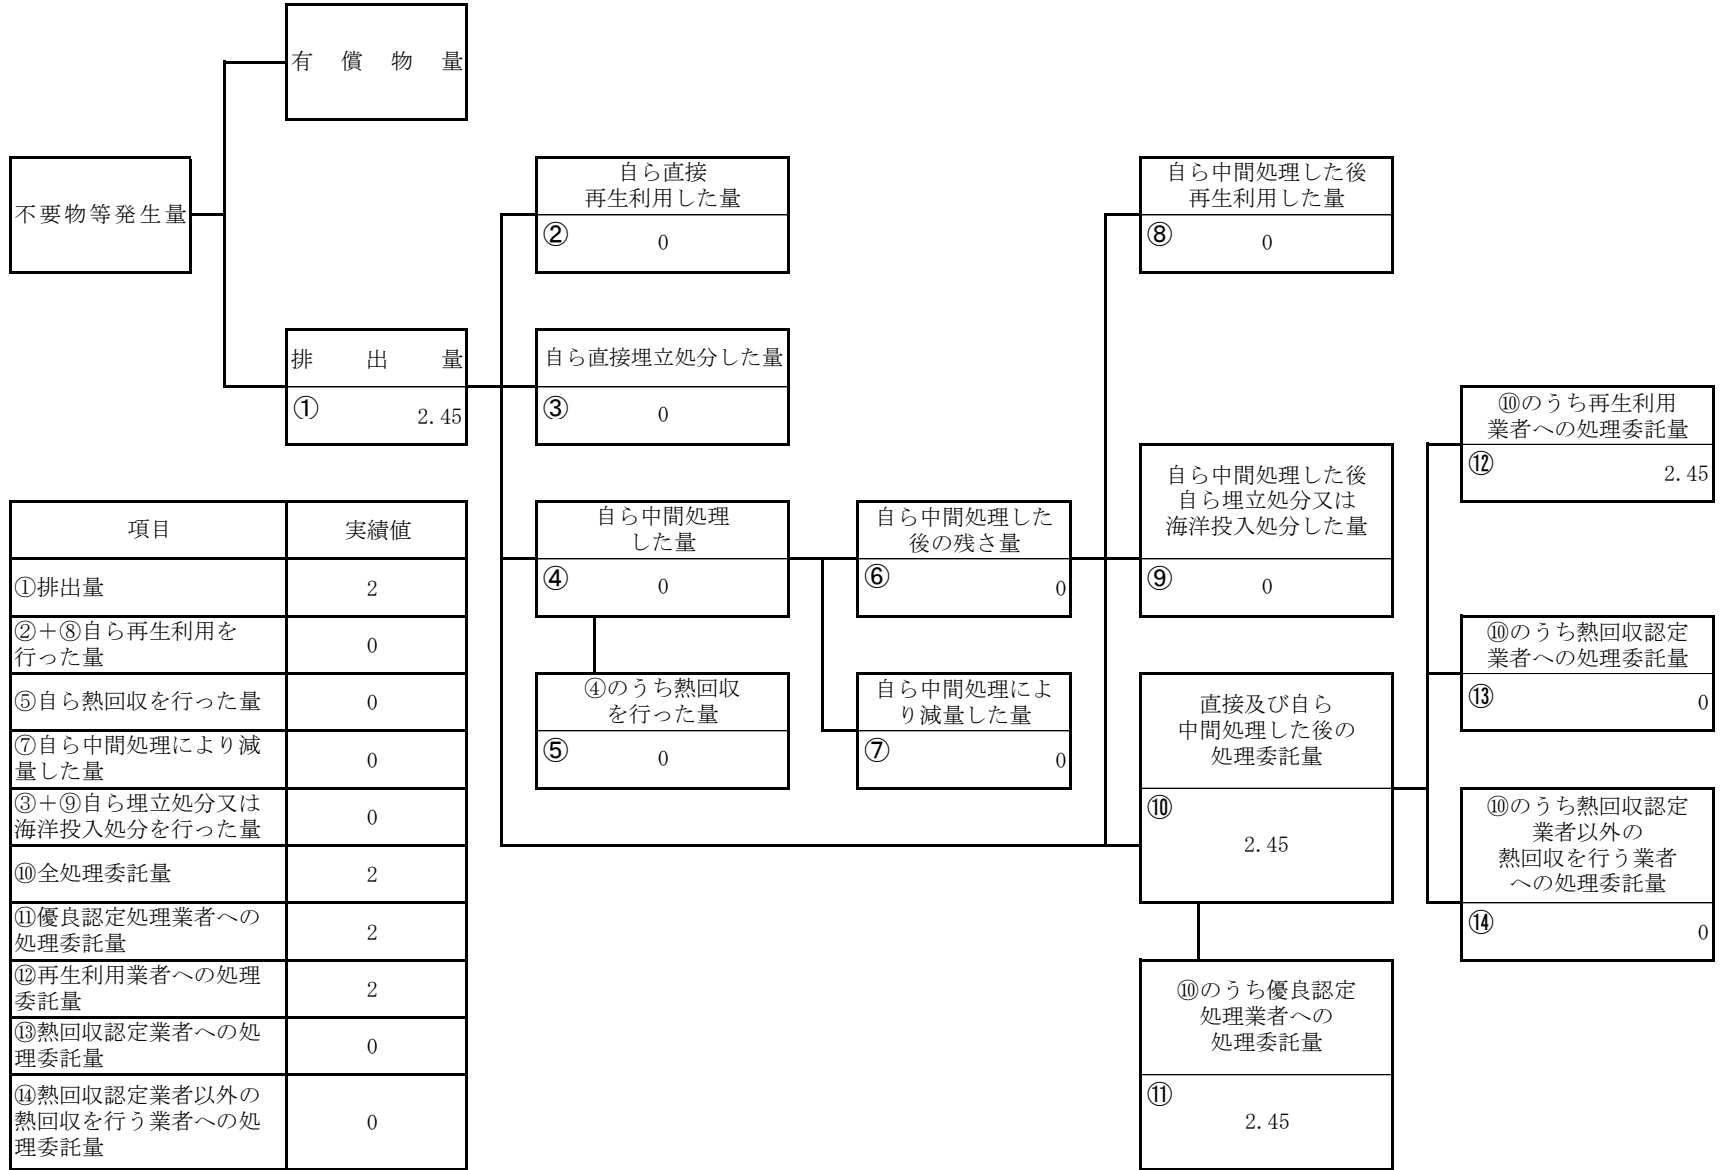 有償物量
不要物等発生量
排出量
① 2.45
自ら直接
再生利用した量
② 0
自ら直接埋立処分した量
③ 0
自ら中間処理
した量
④ 0
④のうち熱回収
を行った量
⑤ 0
自ら中間処理した
後の残さ量
⑥ 0
自ら中間処理によ
り減量した量
⑦ 0
自ら中間処理した後
再生利用した量
⑧ 0
自ら中間処理した後
自ら埋立処分又は
海洋投入処分した量
⑨ 0
直接及び自ら
中間処理した後の
処理委託量
⑩
2.45
⑩のうち優良認定
処理業者への
処理委託量
⑪
2.45
⑩のうち再生利用
業者への処理委託量
⑫ 2.45
⑩のうち熱回収認定
業者への処理委託量
⑬ 0
⑩のうち熱回収認定
業者以外の
熱回収を行う業者
への処理委託量
⑭ 0
項目 実績値
①排出量 2
②+⑧自ら再生利用を
行った量 0
⑤自ら熱回収を行った量 0
⑦自ら中間処理により減
量した量 0
③+⑨自ら埋立処分又は
海洋投入処分を行った量 0
⑩全処理委託量 2
⑪優良認定処理業者への
処理委託量 2
⑫再生利用業者への処理
委託量 2
⑬熱回収認定業者への処
理委託量 0
⑭熱回収認定業者以外の
熱回収を行う業者への処 0
理委託量